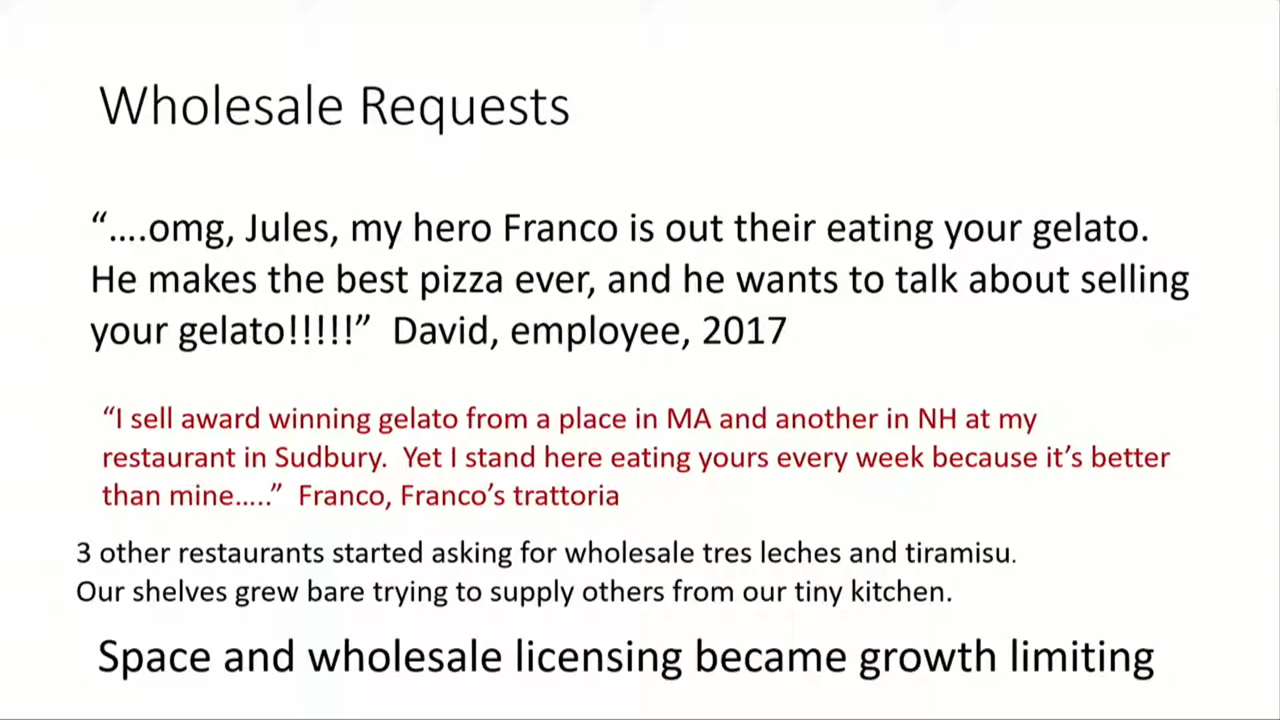 Wholesale Requests
“....omg, Jules, my hero Franco is out their eating your gelato.
He makes the best pizza ever, and he wants to talk about selling
your gelato!!!!!” David, employee, 2017
“I sell award winning gelato from a place in MA and another in NH at my
restaurant in Sudbury. Yet I stand here eating yours every week because it’s better
than mine.....” Franco, Franco’s trattoria
3 other restaurants started asking for wholesale tres leches and tiramisu.
Our shelves grew bare trying to supply others from our tiny kitchen.
Space and wholesale licensing became growth limiting